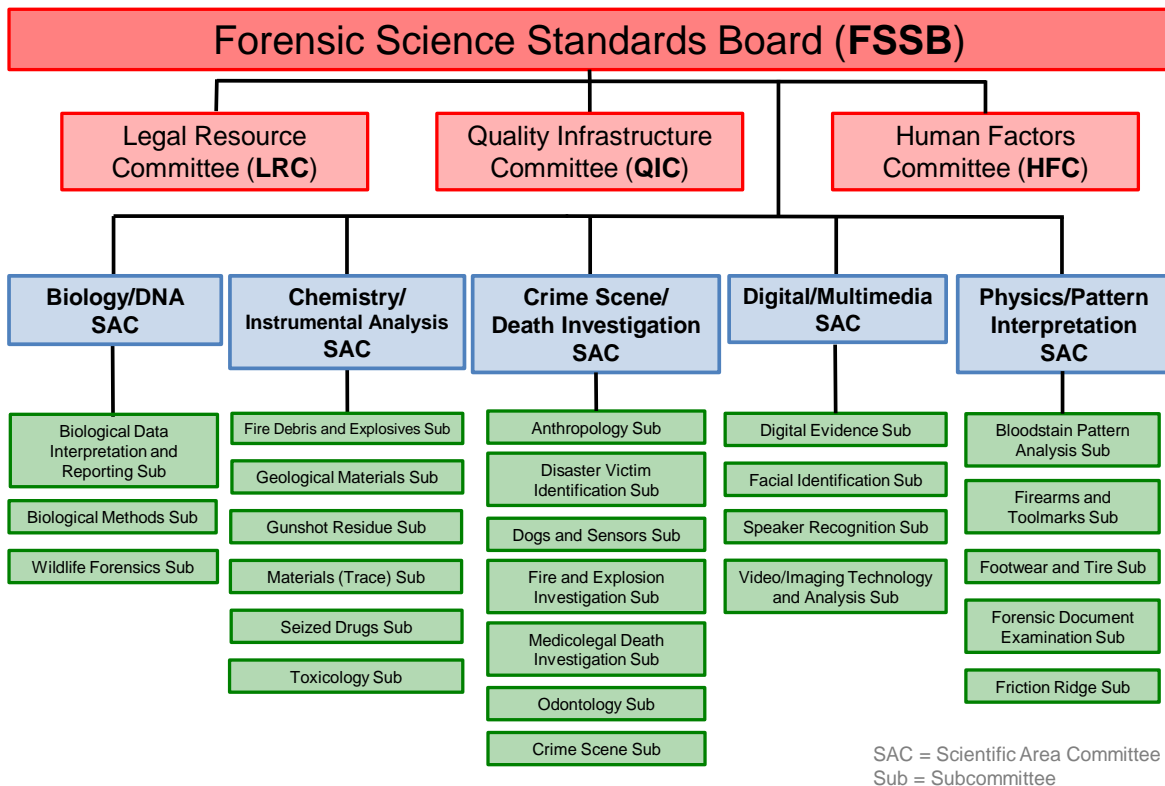 Forensic Science Standards Board (FSSB)
Legal Resource
Committee (LRC)
Quality Infrastructure
Committee (QIC)
Human Factors
Committee (HFC)
Biology/DNA
SAC
Biological Data
Interpretation and
Reporting Sub
Biological Methods Sub
Wildlife Forensics Sub
Chemistry/
Instrumental Analysis
SAC
Fire Debris and Explosives Sub
Geological Materials Sub
Gunshot Residue Sub
Materials (Trace) Sub
Seized Drugs Sub
Toxicology Sub
Crime Scene/
Death Investigation
SAC
Anthropology Sub
Disaster Victim
Identification Sub
Dogs and Sensors Sub
Fire and Explosion
Investigation Sub
Medicolegal Death
Investigation Sub
Odontology Sub
Crime Scene Sub
Digital/Multimedia
SAC
Digital Evidence Sub
Facial Identification Sub
Speaker Recognition Sub
Video/Imaging Technology
and Analysis Sub
Physics/Pattern
Interpretation
SAC
Bloodstain Pattern
Analysis Sub
Firearms and
Toolmarks Sub
Footwear and Tire Sub
Forensic Document
Examination Sub
Friction Ridge Sub
SAC = Scientific Area Committee
Sub = Subcommittee